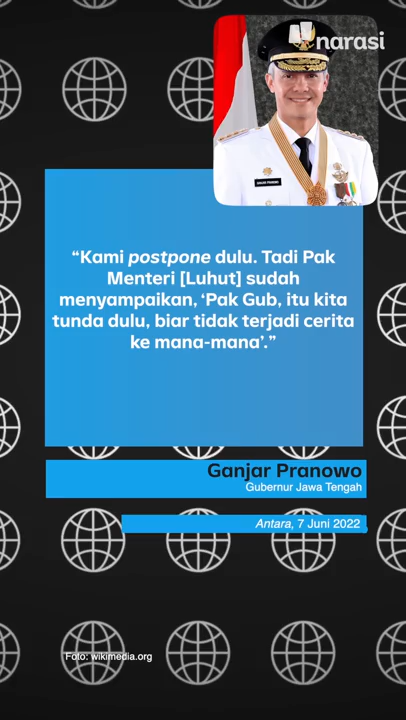 narasi
“Kami postpone dulu. Tadi Pak
Menteri [Luhut] sudah
menyampaikan, ‘Pak Gub, itu kita
tunda dulu, biar tidak terjadi cerita
ke mana-mana’.”
Ganjar Pranowo
Gubernur Jawa Tengah
Antara, 7 Juni 2022
Foto: wikimedia.org